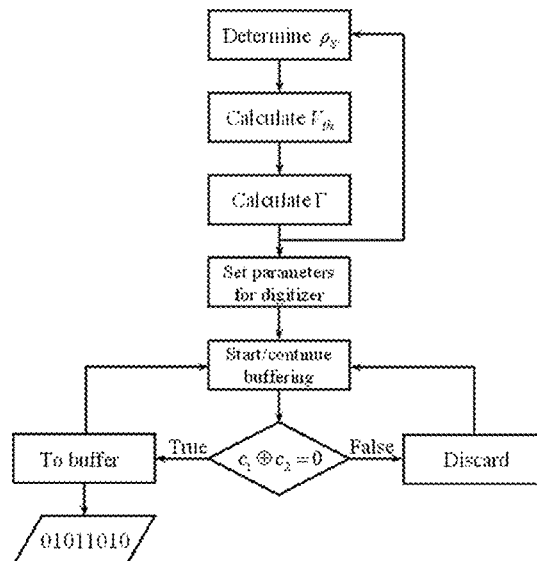 Determine ρ_S̃
Calculate V_th
Calculate Γ
Set parameters
for digitizer
Start/continue
buffering
True
False
To buffer
c₁ ⊕ c₂ = 0
Discard
01011010